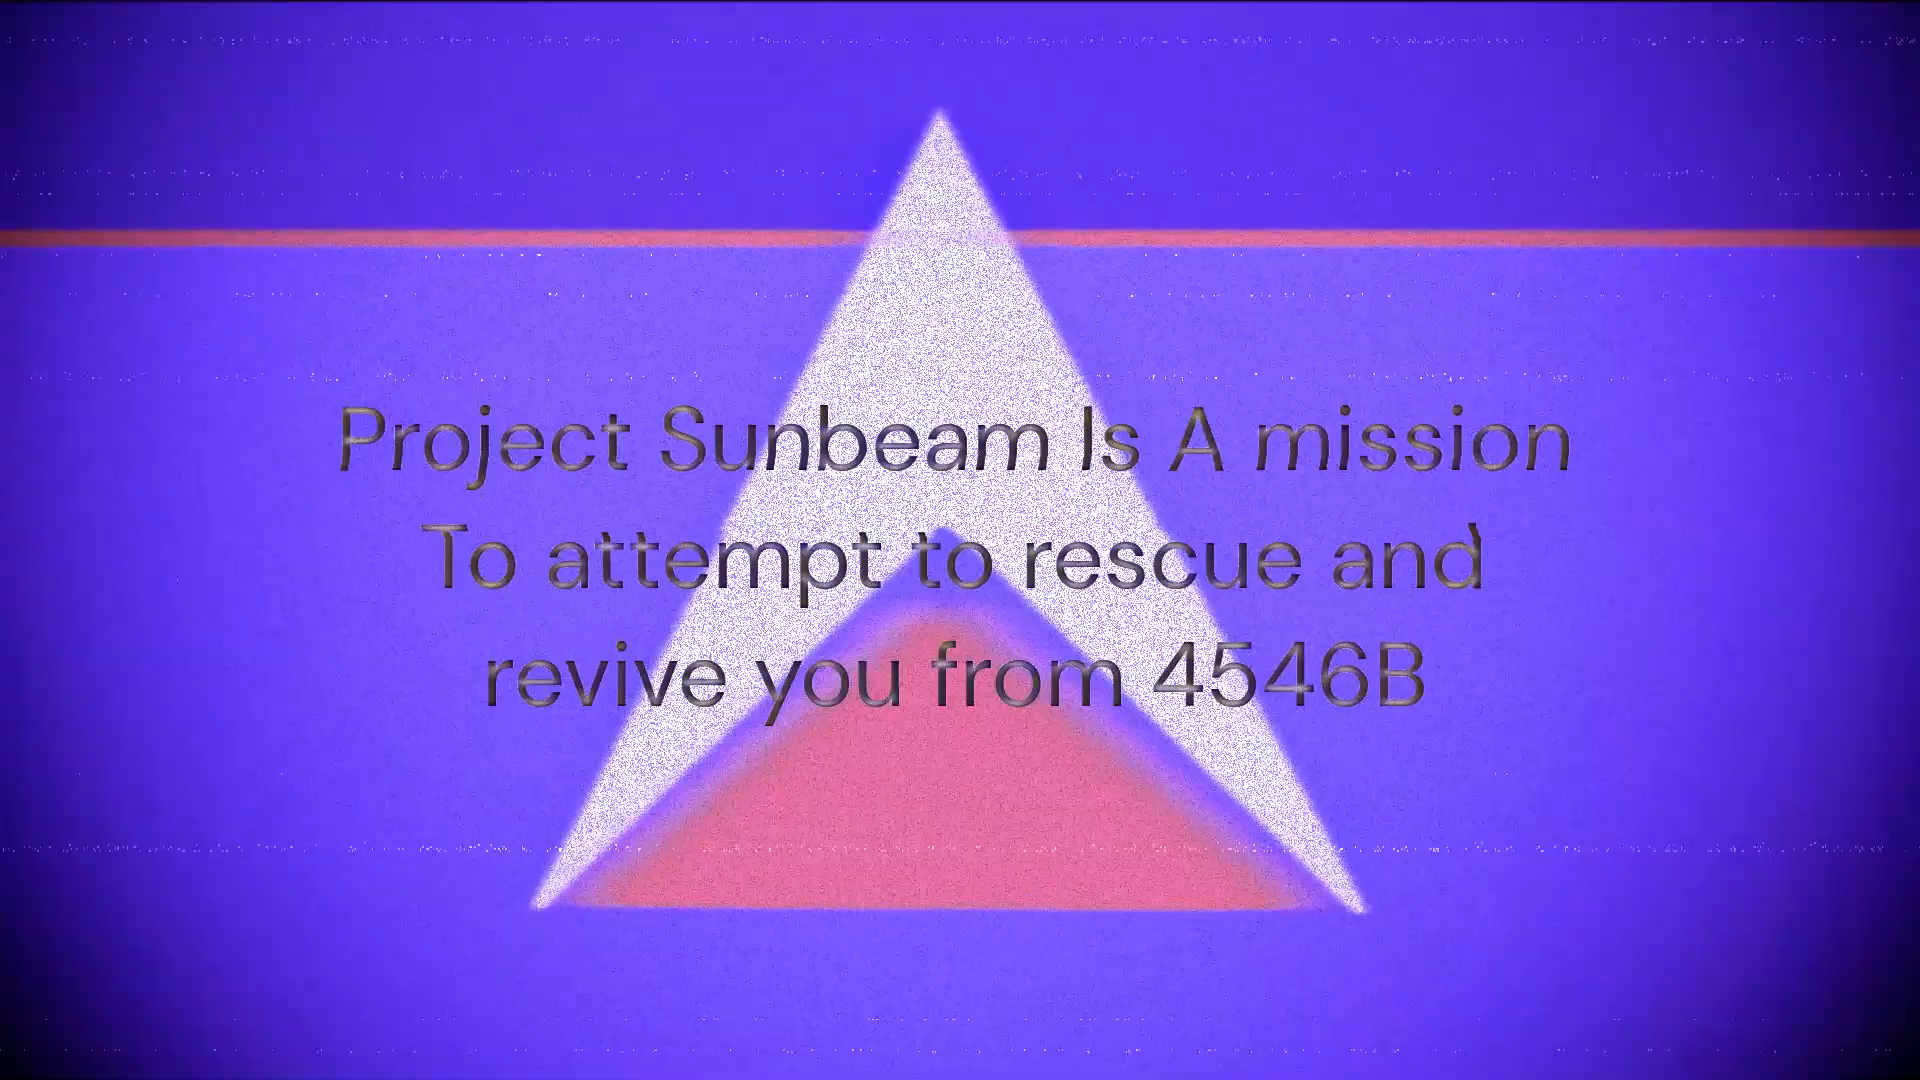 Project Sunbeam Is A mission
To attempt to rescue and
revive you from 4546B